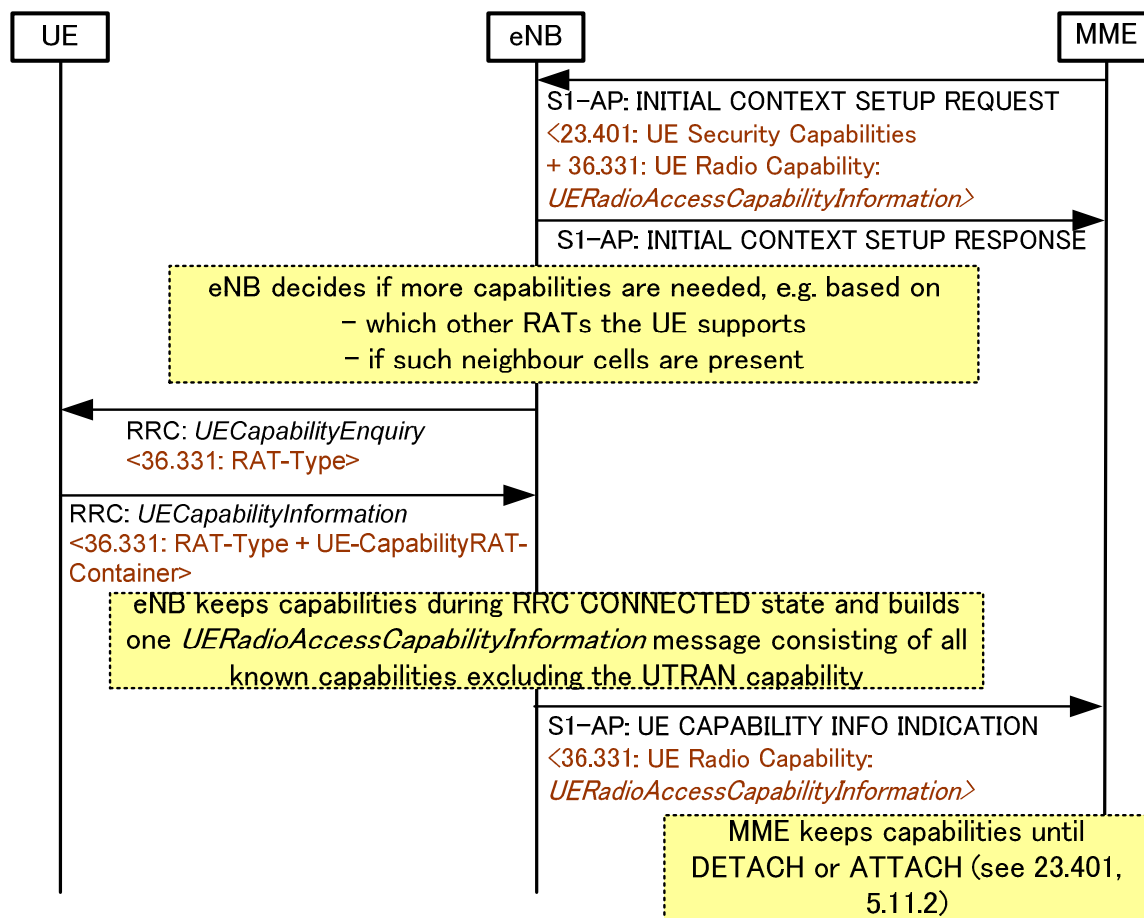 UE
eNB
MME
S1-AP: INITIAL CONTEXT SETUP REQUEST
<23.401: UE Security Capabilities
+ 36.331: UE Radio Capability:
UERadioAccessCapabilityInformation>
S1-AP: INITIAL CONTEXT SETUP RESPONSE
eNB decides if more capabilities are needed, e.g. based on
- which other RATs the UE supports
- if such neighbour cells are present
RRC: UECapabilityEnquiry
<36.331: RAT-Type>
RRC: UECapabilityInformation
<36.331: RAT-Type + UE-CapabilityRAT-
Container>
eNB keeps capabilities during RRC CONNECTED state and builds
one UERadioAccessCapabilityInformation message consisting of all
known capabilities excluding the UTRAN capability
S1-AP: UE CAPABILITY INFO INDICATION
<36.331: UE Radio Capability:
UERadioAccessCapabilityInformation>
MME keeps capabilities until
DETACH or ATTACH (see 23.401,
5.11.2)